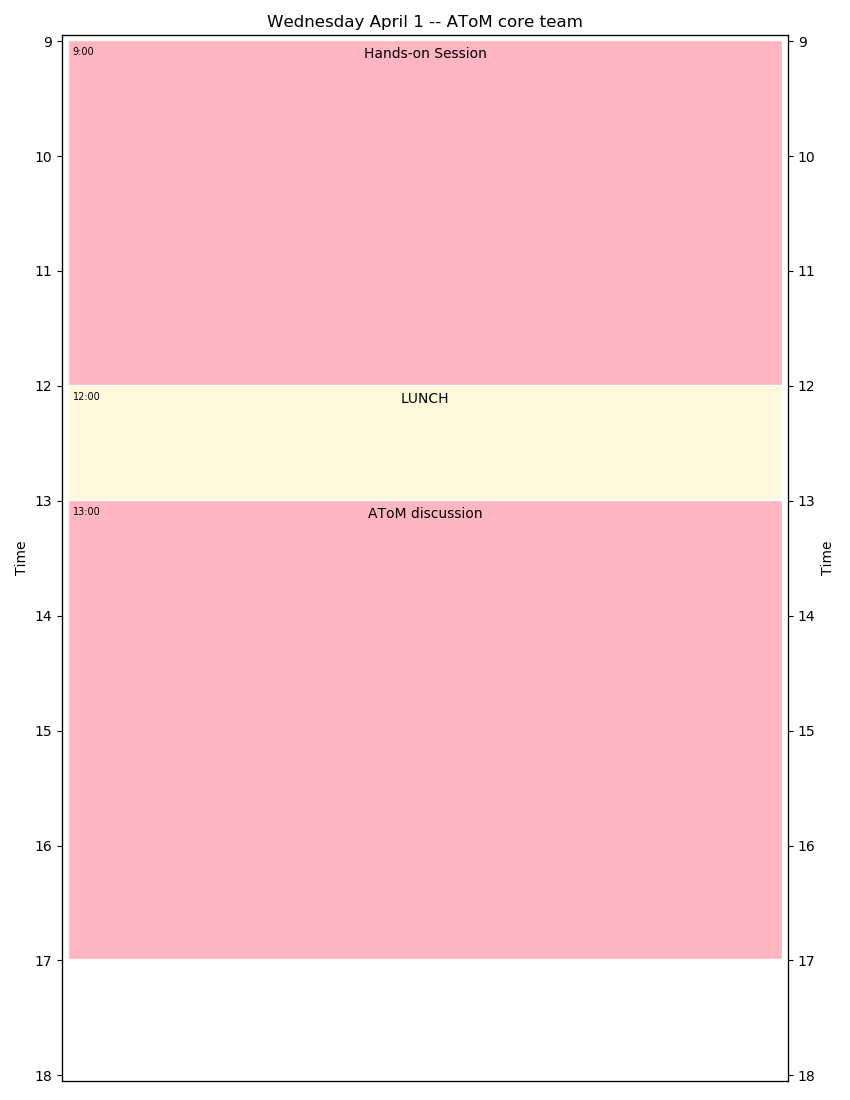 Wednesday April 1 -- AToM core team
9 9
9:00 Hands-on Session
10 10
11 11
12 12
12:00 LUNCH
13 13
13:00 AToM discussion
Time Time
14 14
15 15
16 16
17 17
18 18